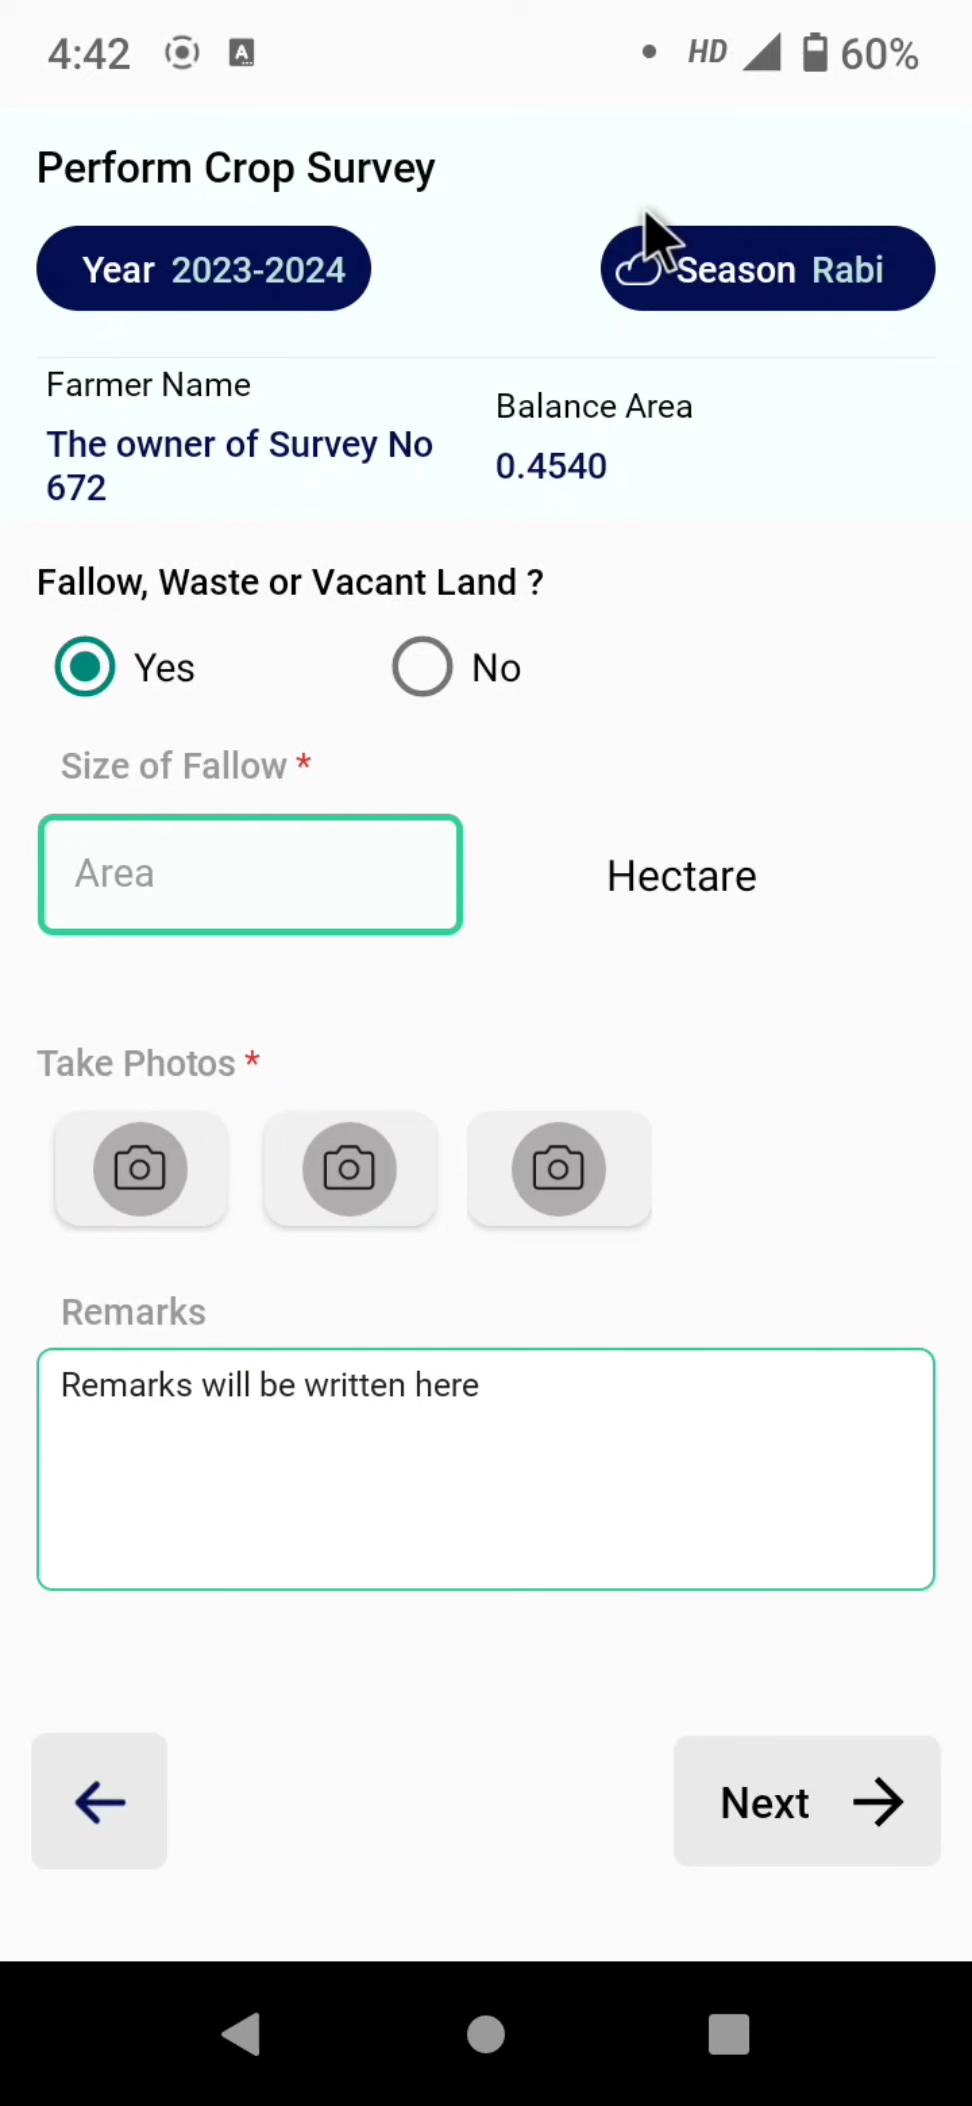 4:42 A HD 60%
Perform Crop Survey
Year 2023-2024 Season Rabi
Farmer Name
The owner of Survey No
672
Balance Area
0.4540
Fallow, Waste or Vacant Land ?
Yes No
Size of Fallow *
Area Hectare
Take Photos *
Remarks
Remarks will be written here
Next